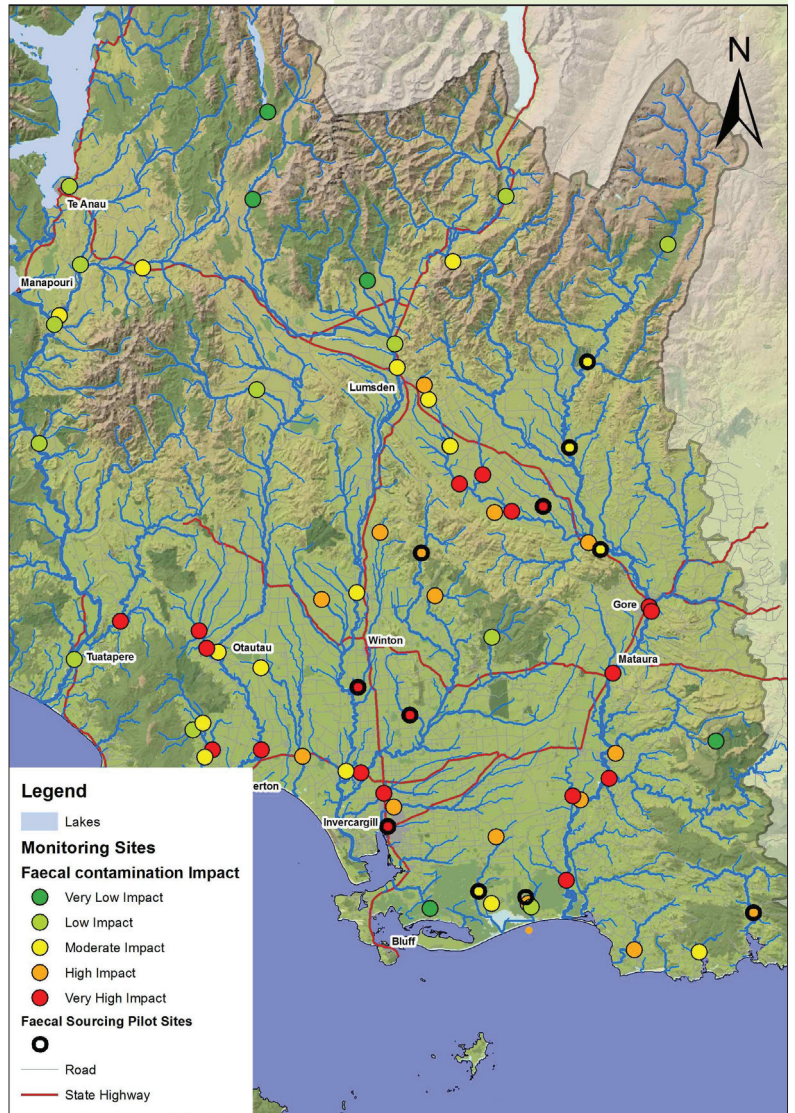 N
Te Anau
Manapouri
Lumsden
Gore
Winton
Otautau
Mataura
Tuatapere
erton
Invercargill
Bluff
Legend
Lakes
Monitoring Sites
Faecal contamination Impact
Very Low Impact
Low Impact
Moderate Impact
High Impact
Very High Impact
Faecal Sourcing Pilot Sites
Road
State Highway